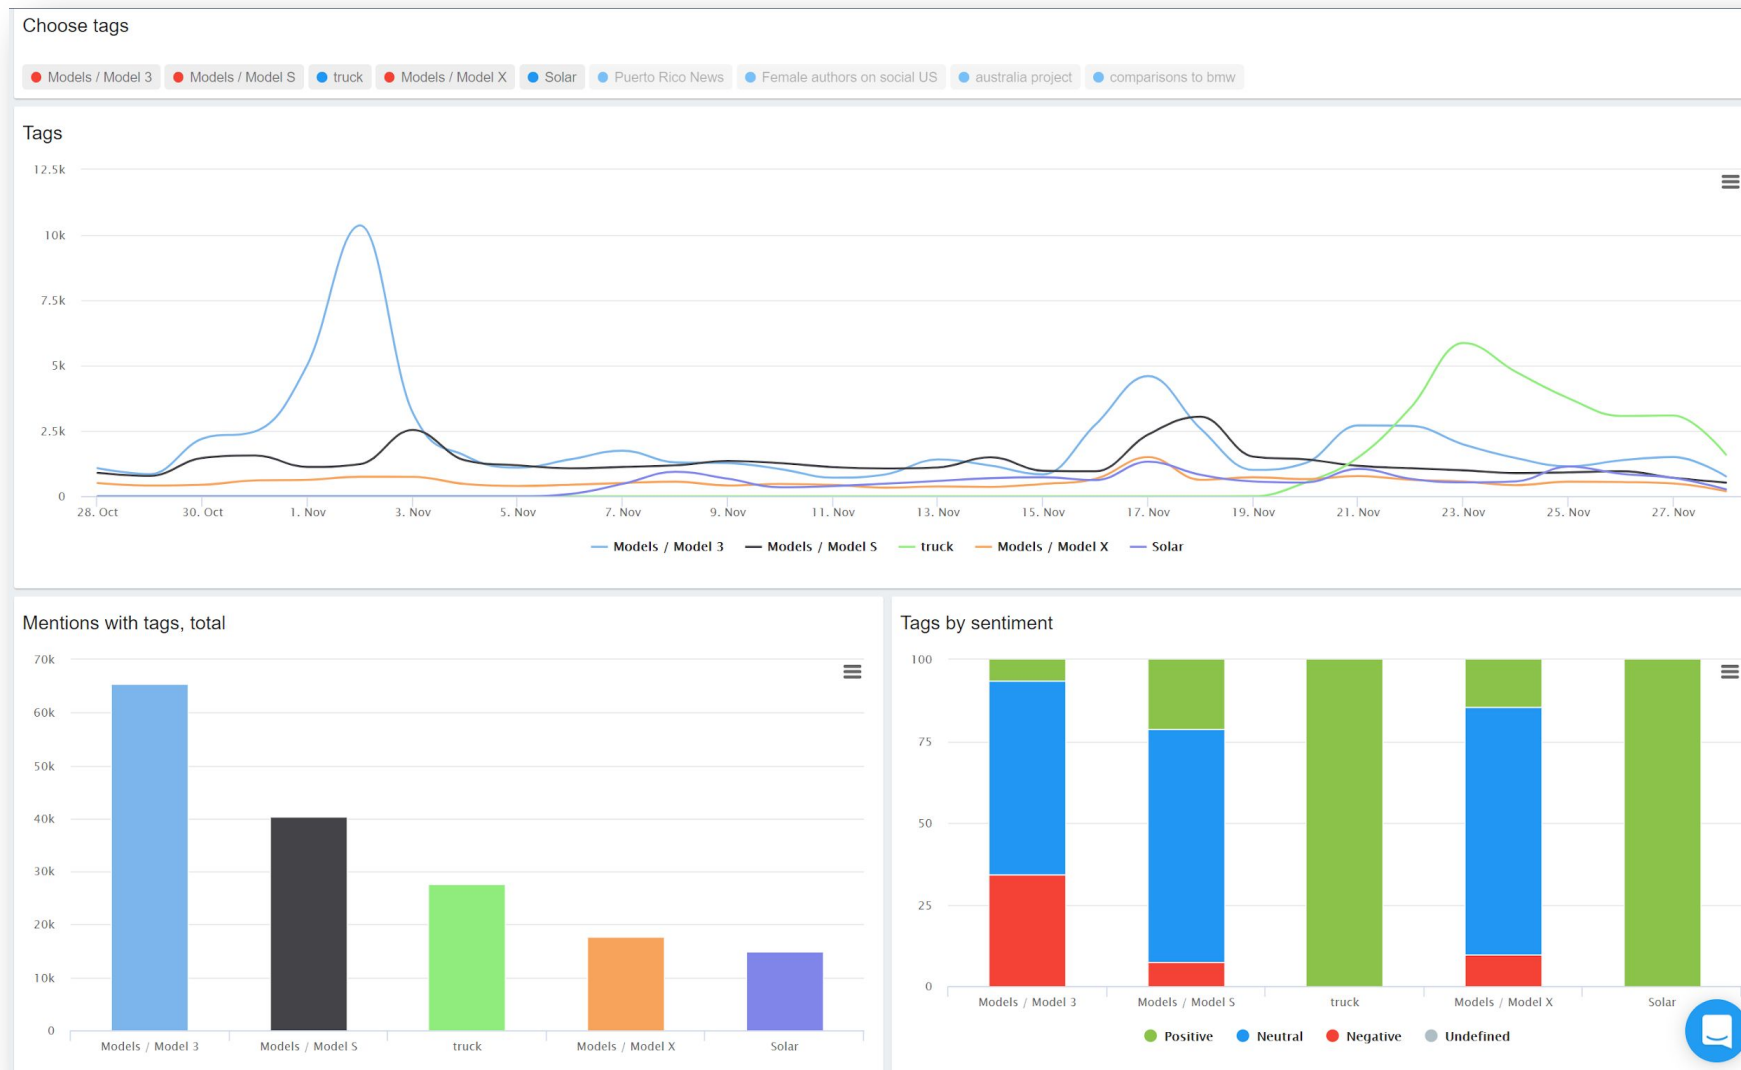 Choose tags
Models / Model 3 Models / Model S truck Models / Model X Solar Puerto Rico News Female authors on social US australia project comparisons to bmw
Tags
12.5k
10k
7.5k
5k
2.5k
0
28. Oct 30. Oct 1. Nov 3. Nov 5. Nov 7. Nov 9. Nov 11. Nov 13. Nov 15. Nov 17. Nov 19. Nov 21. Nov 23. Nov 25. Nov 27. Nov
Models / Model 3 Models / Model S truck Models / Model X Solar
Mentions with tags, total
70k
60k
50k
40k
30k
20k
10k
0
Models / Model 3 Models / Model S truck Models / Model X Solar
Tags by sentiment
100
75
50
25
0
Models / Model 3 Models / Model S truck Models / Model X Solar
Positive Neutral Negative Undefined